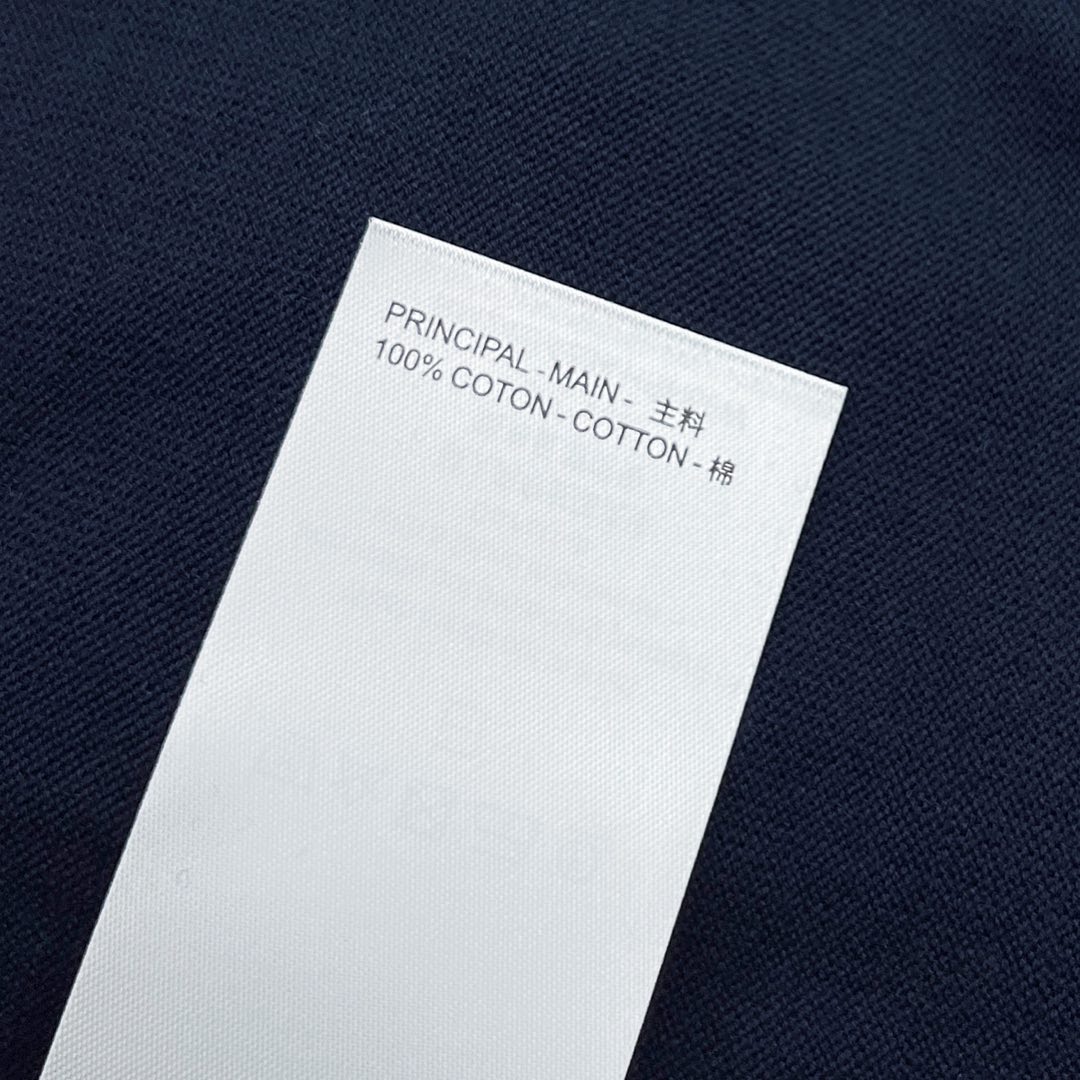 PRINCIPAL - MAIN - 主料
100% COTON - COTTON - 棉